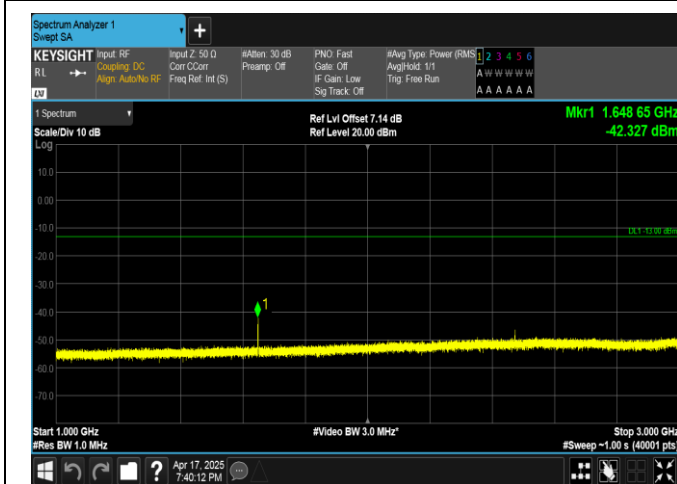 Spectrum Analyzer 1
Swept SA
+
KEYSIGHT Input: RF Input Z: 50 Ω #Atten: 30 dB PNO: Fast #Avg Type: Power (RMS 1 2 3 4 5 6
RL Coupling: DC Corr CCorr Preamp: Off Gate: Off Avg|Hold: 1/1 A W W W W W
Align: Auto/No RF Freq Ref: Int (S) IF Gain: Low Trig: Free Run
LXI Sig Track: Off A A A A A A
1 Spectrum Ref Lvl Offset 7.14 dB Mkr1 1.648 65 GHz
Scale/Div 10 dB Ref Level 20.00 dBm -42.327 dBm
Log
10.0
0.00
-10.0
DL1 -13.00 dBm
-20.0
-30.0
-40.0
1
-50.0
-60.0
-70.0
Start 1.000 GHz #Video BW 3.0 MHz* Stop 3.000 GHz
#Res BW 1.0 MHz #Sweep ~1.00 s (40001 pts)
? Apr 17, 2025
7:40:12 PM